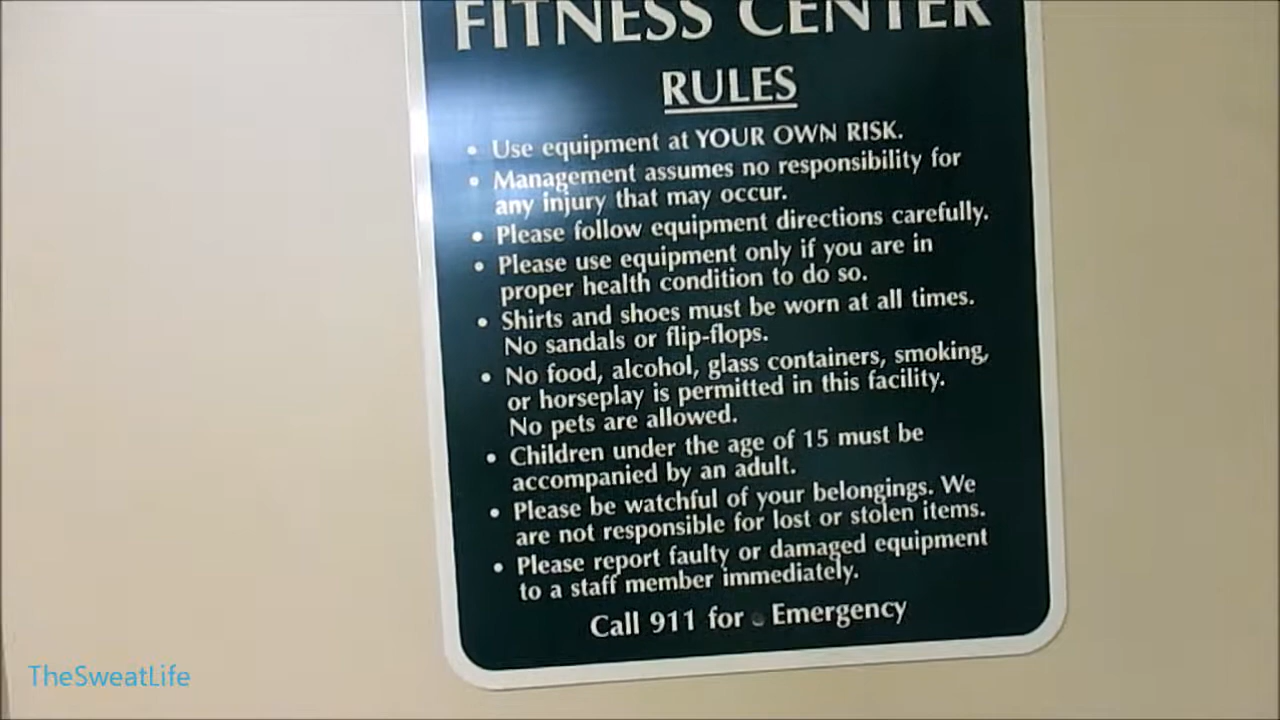 FITNESS CENTER
RULES
• Use equipment at YOUR OWN RISK.
• Management assumes no responsibility for
any injury that may occur.
• Please follow equipment directions carefully.
• Please use equipment only if you are in
proper health condition to do so.
• Shirts and shoes must be worn at all times.
No sandals or flip-flops.
• No food, alcohol, glass containers, smoking,
or horseplay is permitted in this facility.
No pets are allowed.
• Children under the age of 15 must be
accompanied by an adult.
• Please be watchful of your belongings. We
are not responsible for lost or stolen items.
• Please report faulty or damaged equipment
to a staff member immediately.
Call 911 for Emergency
TheSweatLife